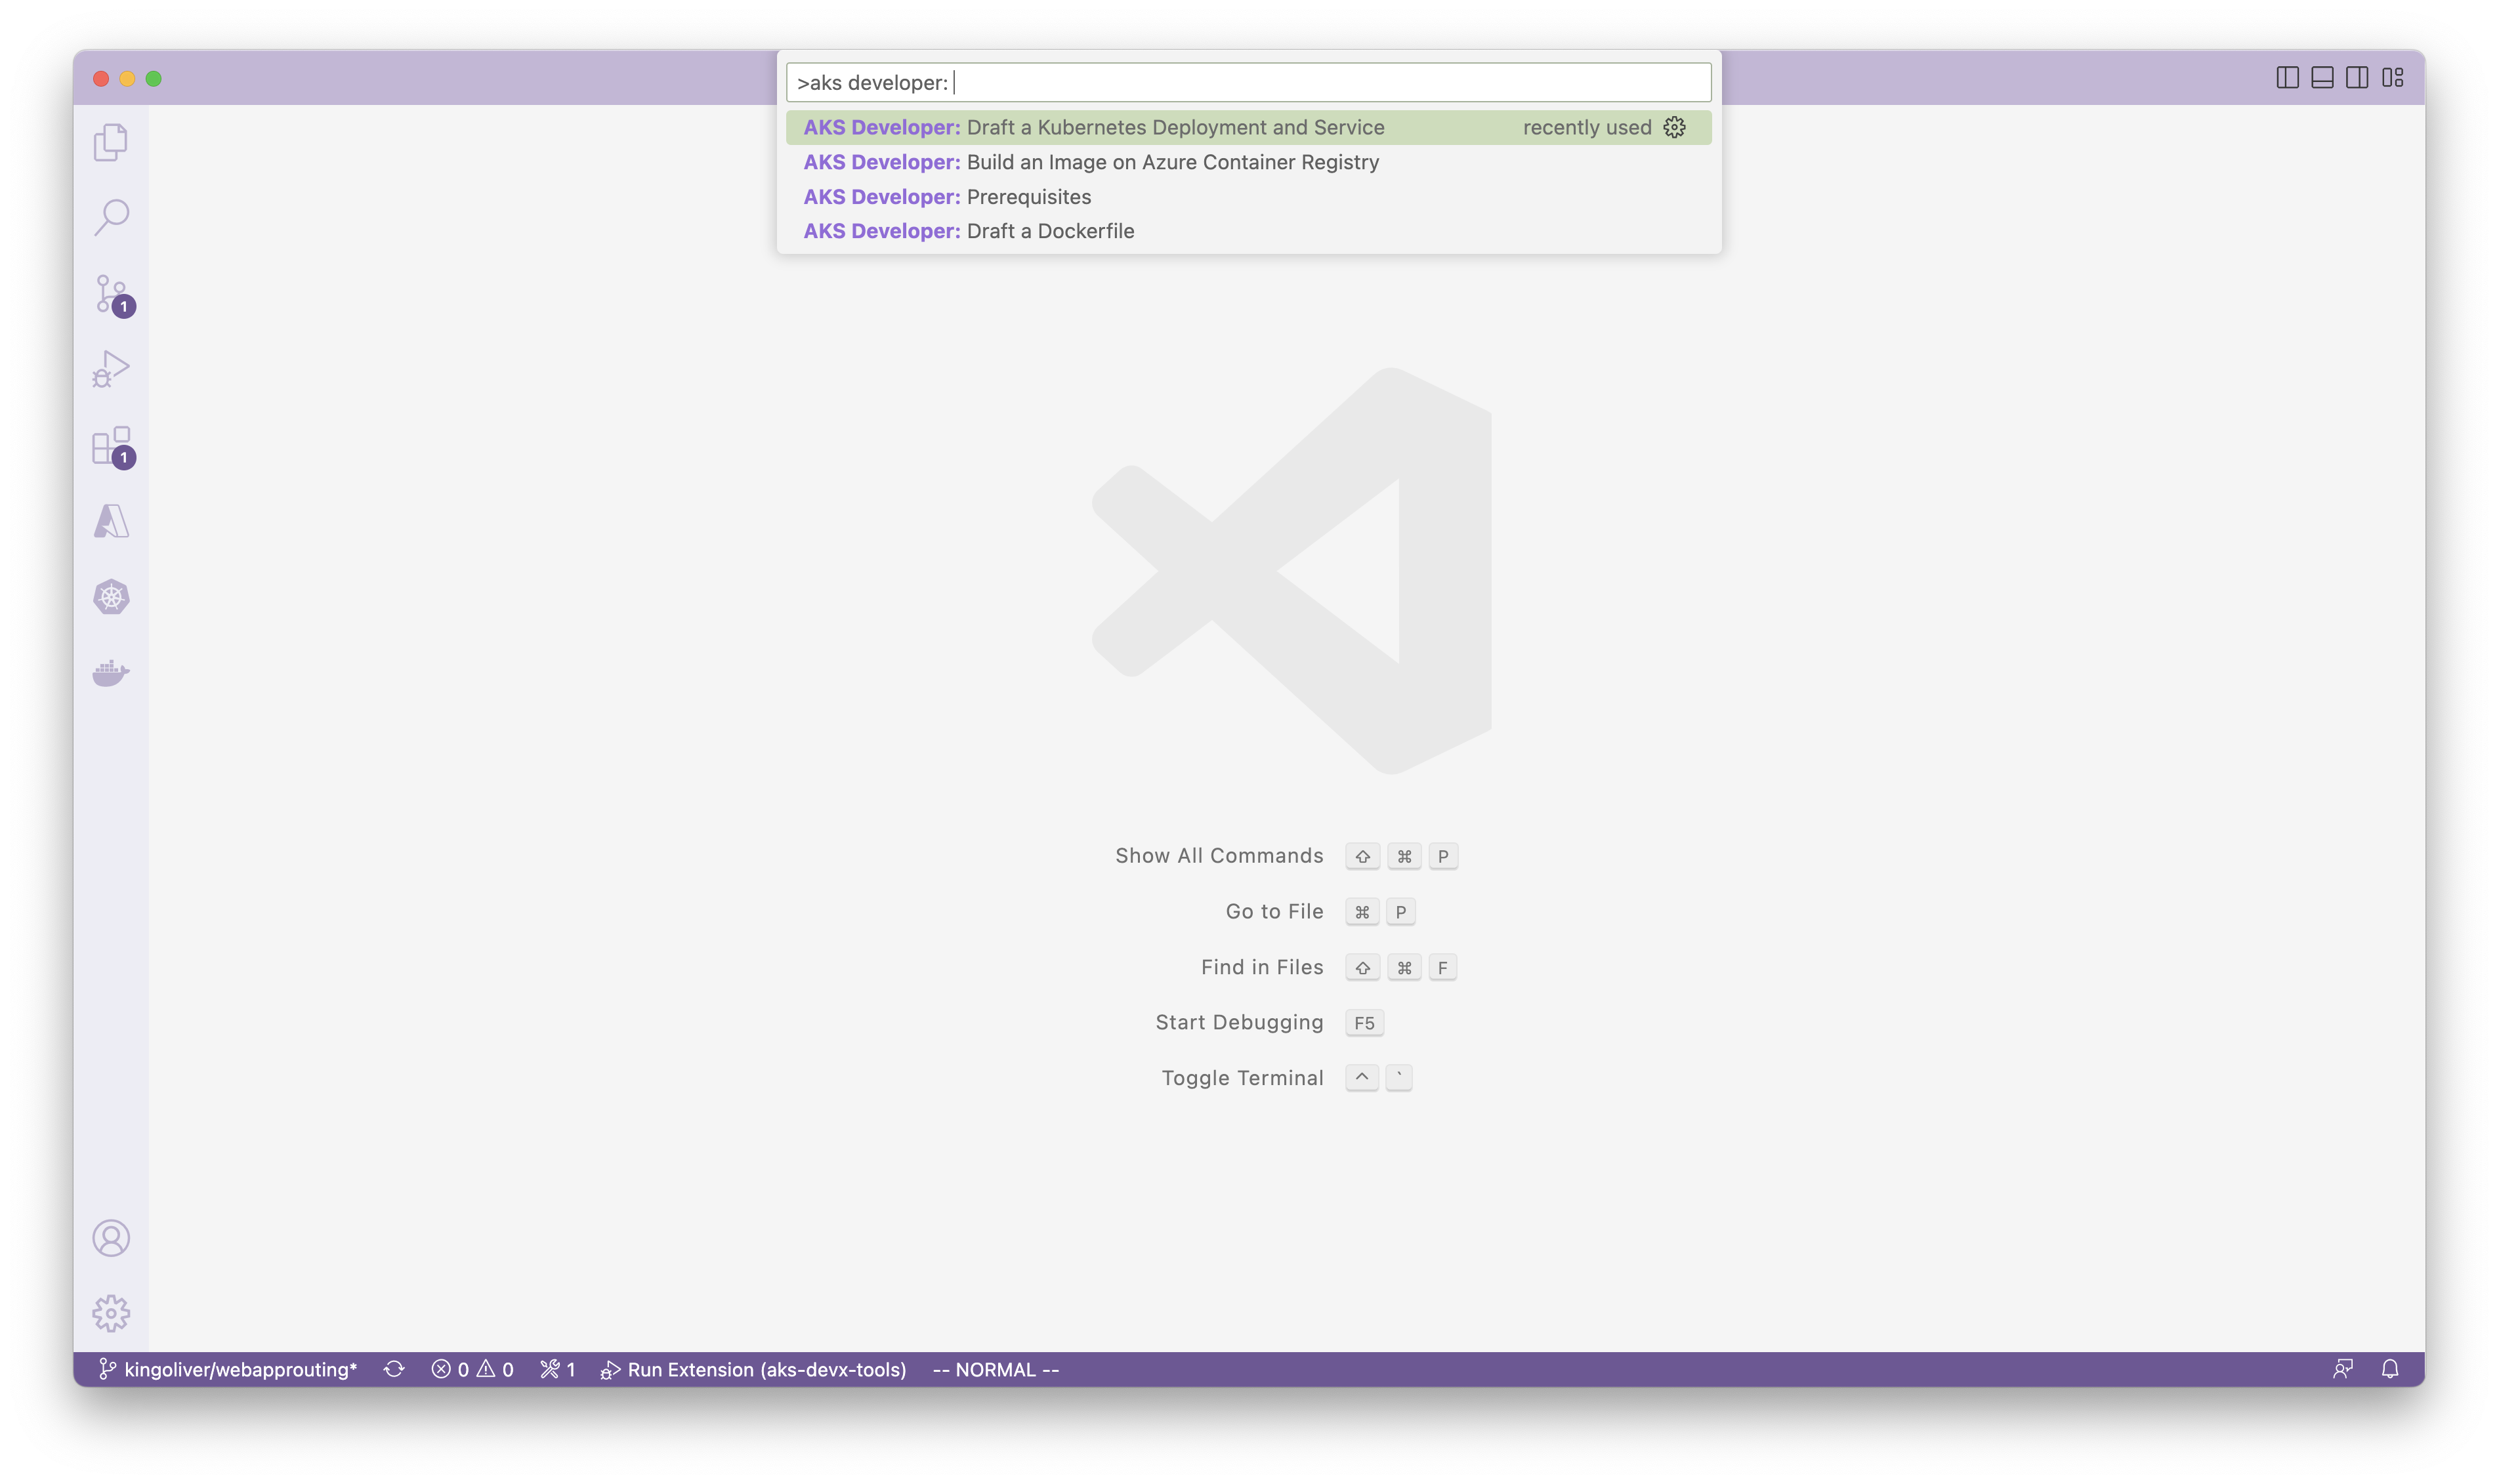 >aks developer:
AKS Developer: Draft a Kubernetes Deployment and Service recently used
AKS Developer: Build an Image on Azure Container Registry
AKS Developer: Prerequisites
AKS Developer: Draft a Dockerfile
1
1
Show All Commands ⇧ ⌘ P
Go to File ⌘ P
Find in Files ⇧ ⌘ F
Start Debugging F5
Toggle Terminal ^ `
kingoliver/webapprouting* 0 0 1 Run Extension (aks-devx-tools) -- NORMAL --